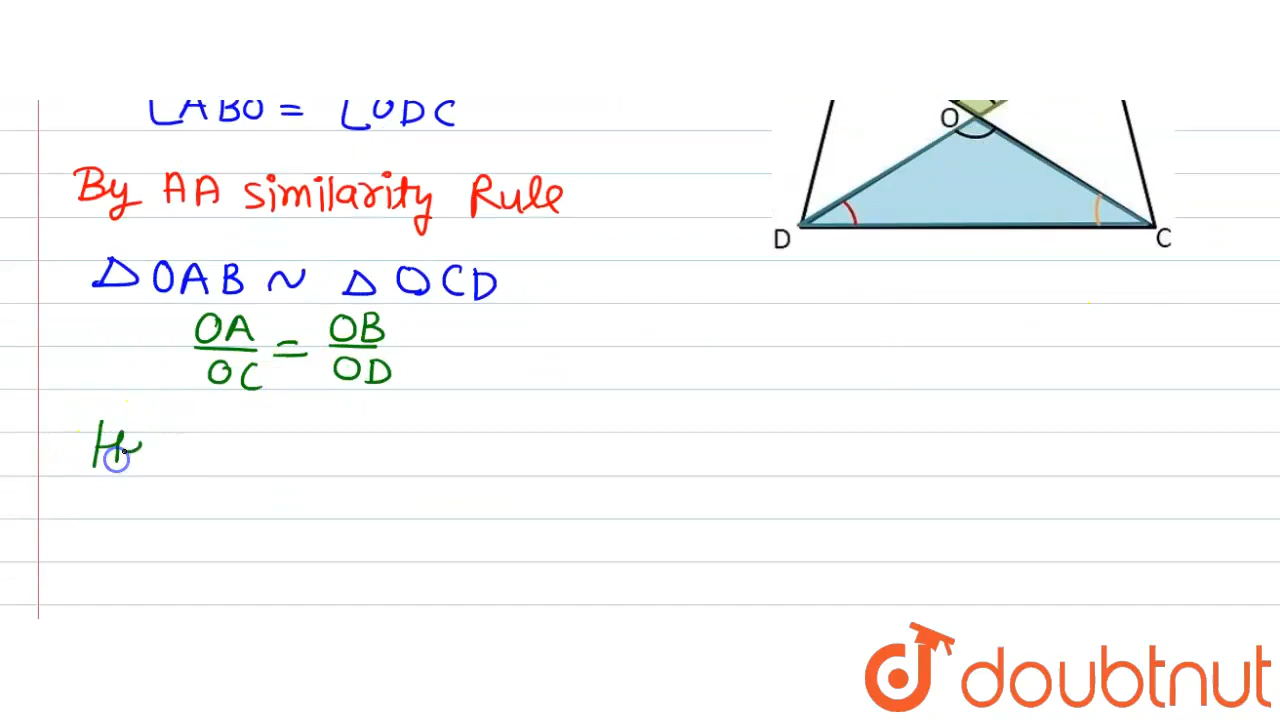 ∠ABO = ∠ODC
O
By AA similarity Rule
D
C
△OAB ~ △OCD
OA/OC = OB/OD
doubtnut